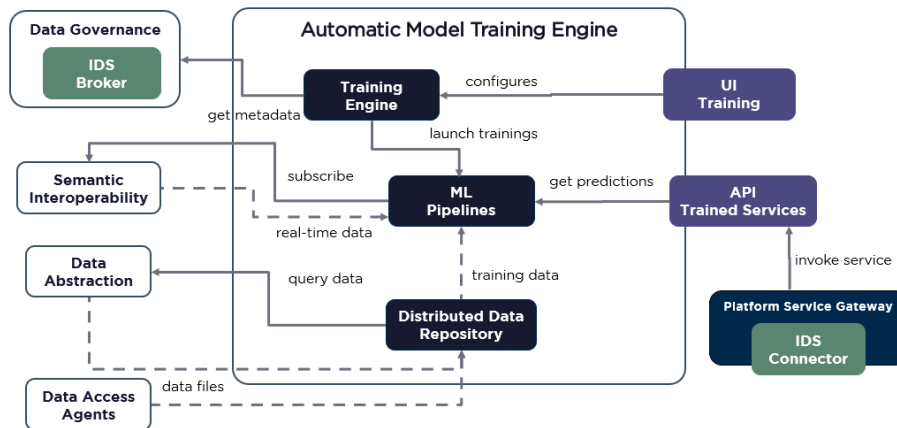 Automatic Model Training Engine
Data Governance
IDS
Broker
Training
Engine
configures
UI
Training
get metadata
launch trainings
subscribe
Semantic
Interoperability
ML
Pipelines
get predictions
API
Trained Services
real-time data
Data
Abstraction
query data
training data
invoke service
Distributed Data
Repository
Platform Service Gateway
IDS
Connector
data files
Data Access
Agents